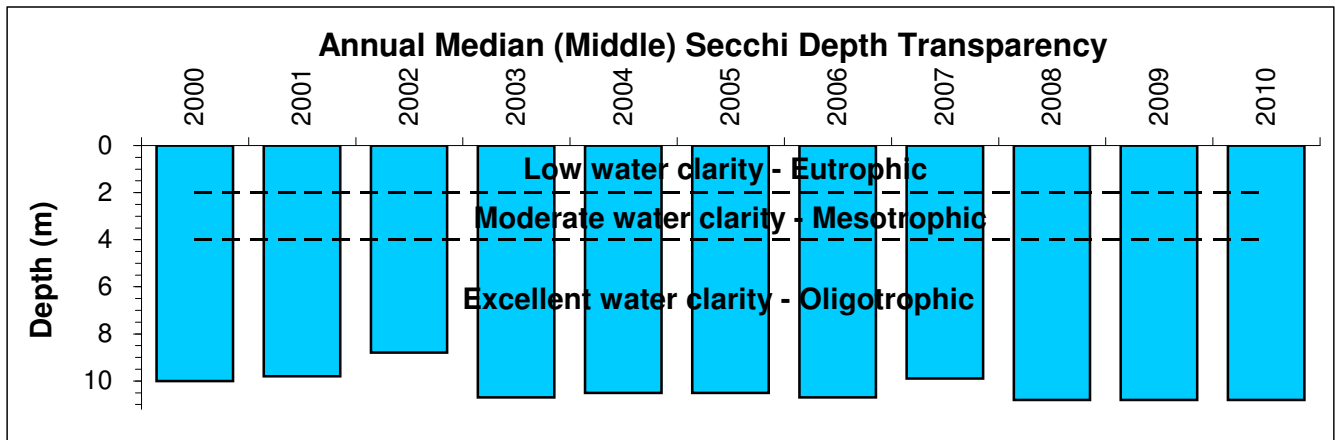 Annual Median (Middle) Secchi Depth Transparency
2000 2001 2002 2003 2004 2005 2006 2007 2008 2009 2010
Depth (m)
0
Low water clarity - Eutrophic
2
Moderate water clarity - Mesotrophic
4
6
Excellent water clarity - Oligotrophic
8
10